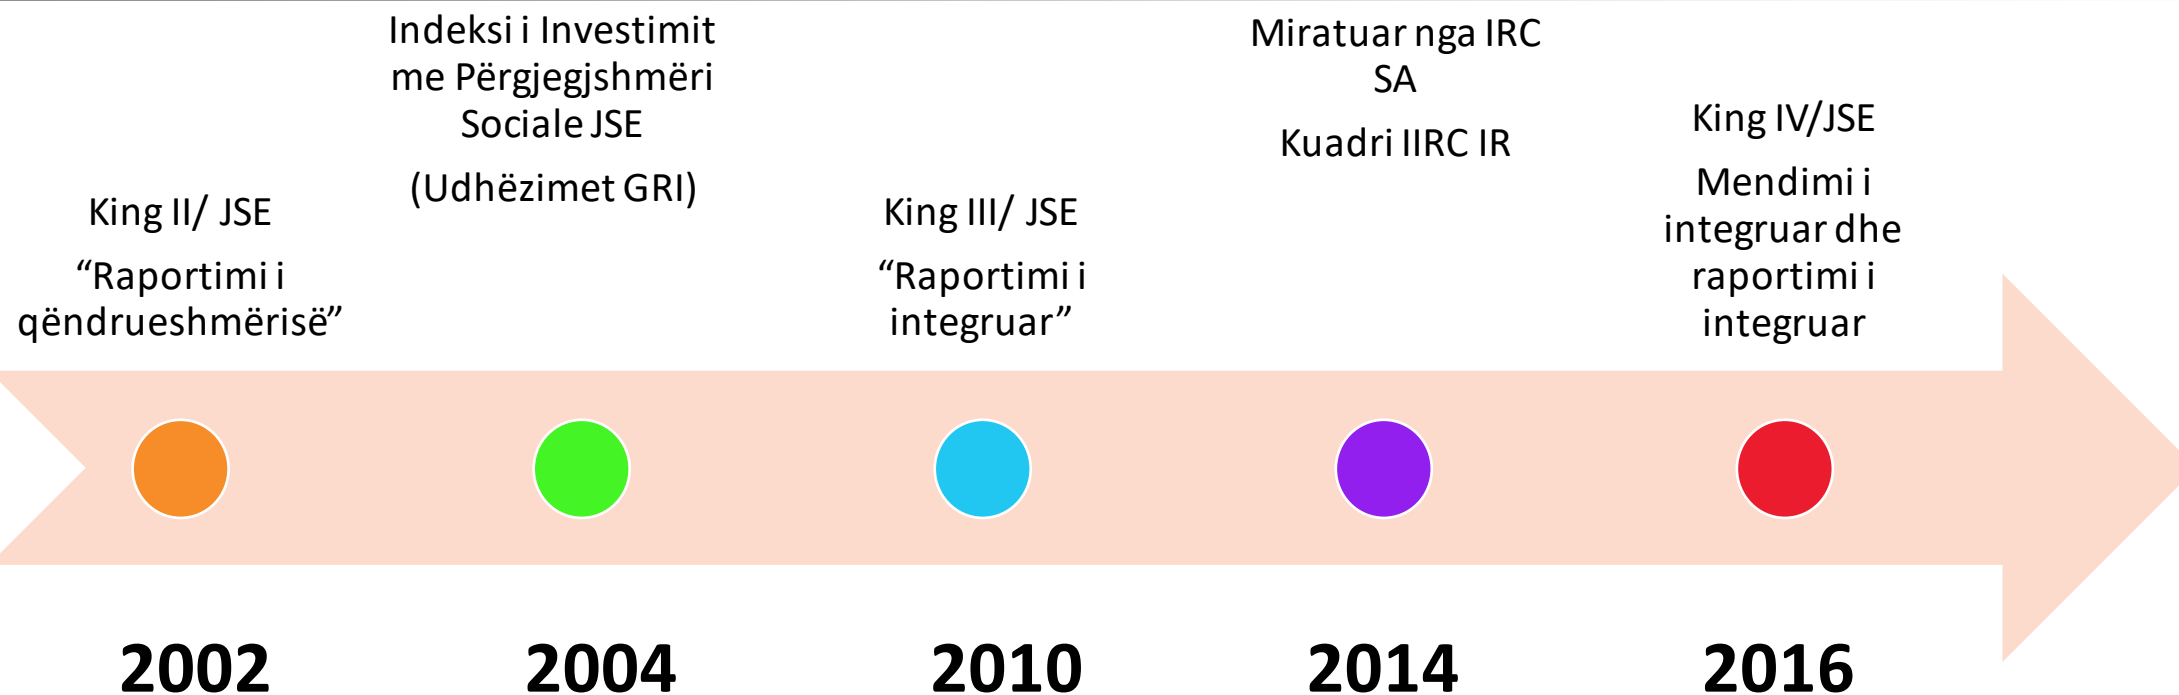 King II/ JSE
“Raportimi i
qëndrueshmërisë”
Indeksi i Investimit
me Përgjegjshmëri
Sociale JSE
(Udhëzimet GRI)
King III/ JSE
“Raportimi i
integruar”
Miratuar nga IRC
SA
Kuadri IIRC IR
King IV/JSE
Mendimi i
integruar dhe
raportimi i
integruar
2002
2004
2010
2014
2016